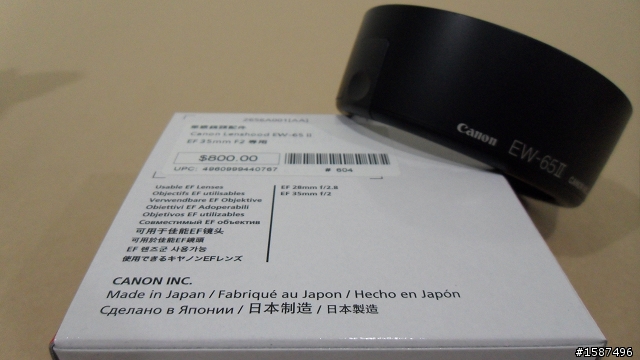 Canon EW-65II
Canon Lenshood EW-65 II
EF 35mm F2 專用
$800.00
UPC: 4960999440767 # 604
Usable EF Lenses
Objectifs EF utilisables
Verwendbare EF Objektive
Obiettivi EF Adoperabili
Objetivos EF utilizables
Совместимый EF объектив
可用于佳能EF镜头
可用於佳能EF鏡頭
EF 렌즈군 사용가능
使用できるキヤノンEFレンズ
EF 28mm f/2.8
EF 35mm f/2
CANON INC.
Made in Japan / Fabriqué au Japon / Hecho en Japón
Сделано в Японии / 日本制造 / 日本製造
#1587496